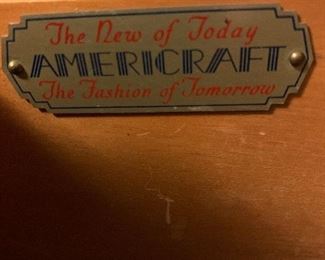 The New of Today
AMERICRAFT
The Fashion of Tomorrow